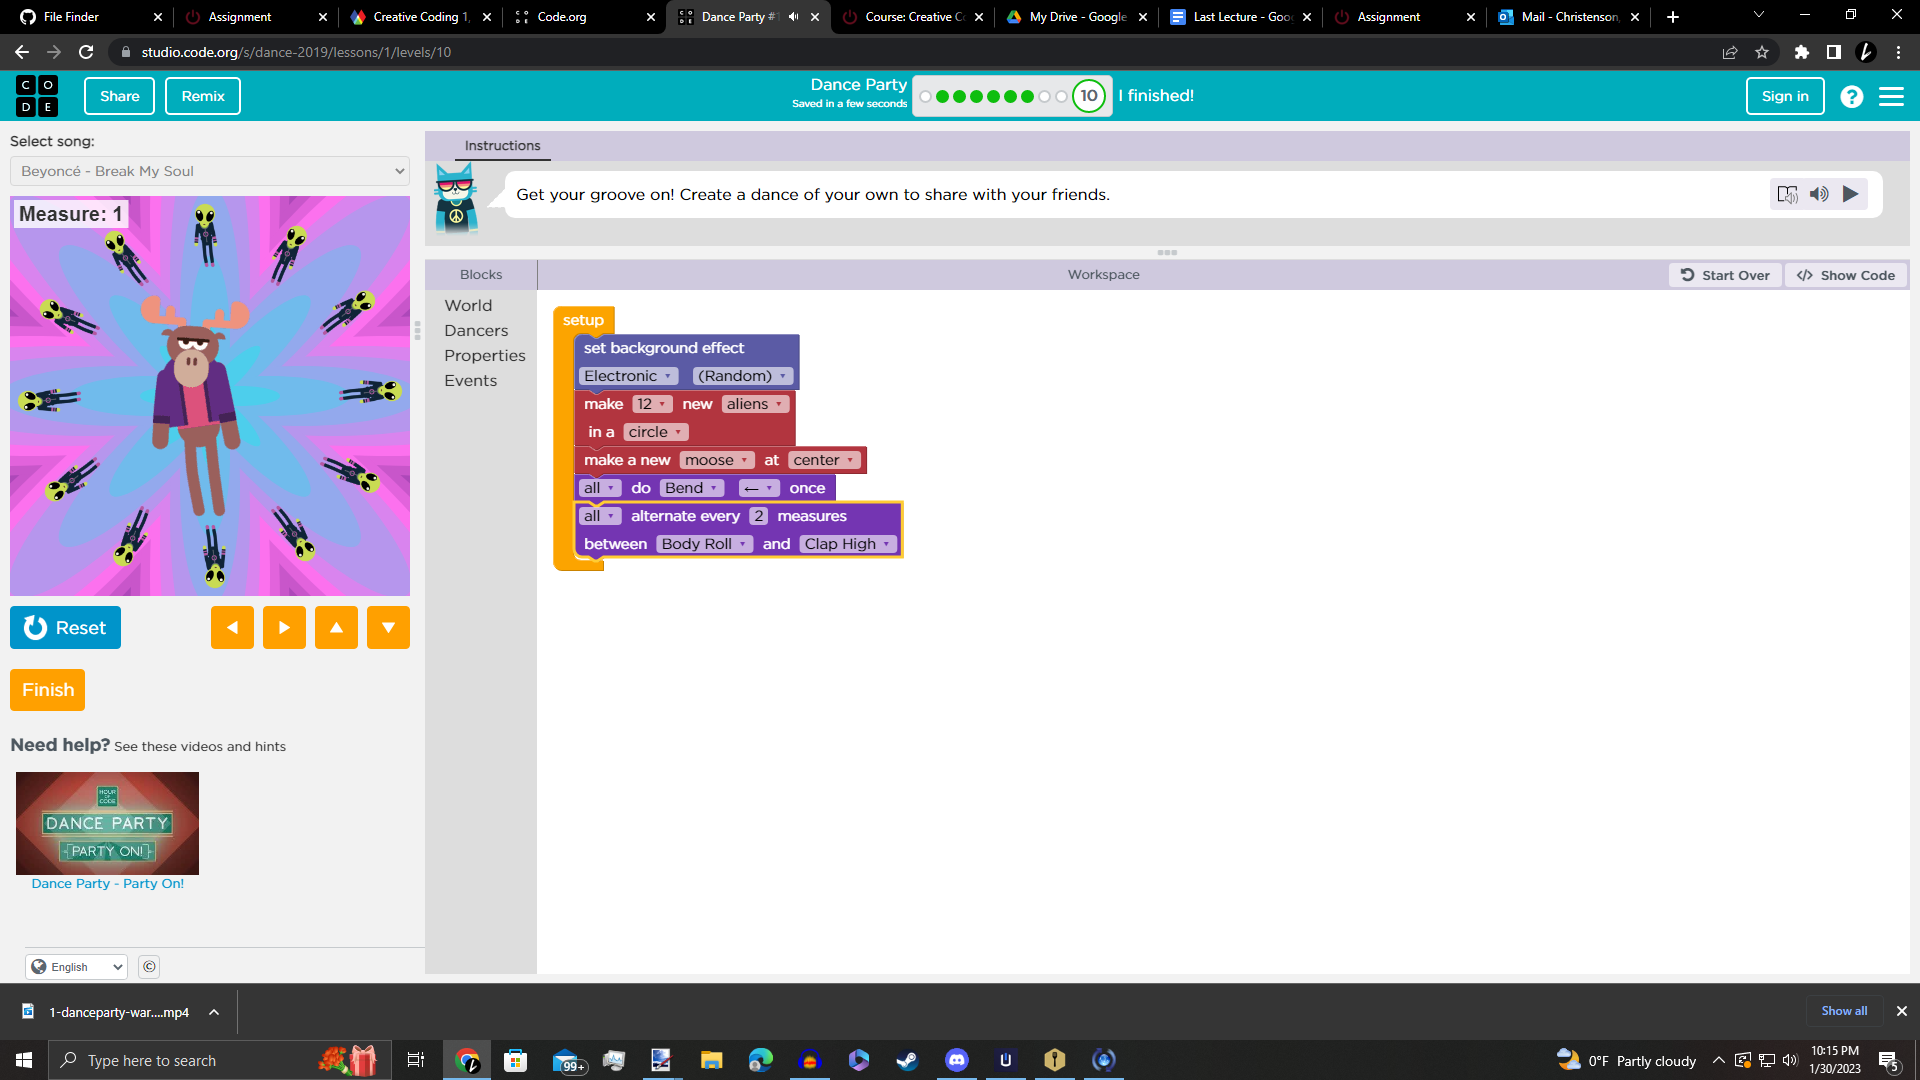 File Finder
Assignment
Creative Coding 1,
Code.org
Dance Party #
Course: Creative C
My Drive - Google
Last Lecture - Goo
Assignment
Mail - Christenson,
studio.code.org/s/dance-2019/lessons/1/levels/10
C O
D E
Share
Remix
Dance Party
Saved in a few seconds
10
I finished!
Sign in
?
Select song:
Beyoncé - Break My Soul
Measure: 1
Instructions
Get your groove on! Create a dance of your own to share with your friends.
Blocks
Workspace
Start Over
</> Show Code
World
Dancers
Properties
Events
setup
set background effect
Electronic (Random)
make 12 new aliens
in a circle
make a new moose at center
all do Bend ← once
all alternate every 2 measures
between Body Roll and Clap High
Reset
Finish
Need help? See these videos and hints
HOUR OF CODE
DANCE PARTY
PARTY ON!
Dance Party - Party On!
English
©
1-danceparty-war....mp4
Show all
Type here to search
99+
0°F Partly cloudy
10:15 PM
1/30/2023
5